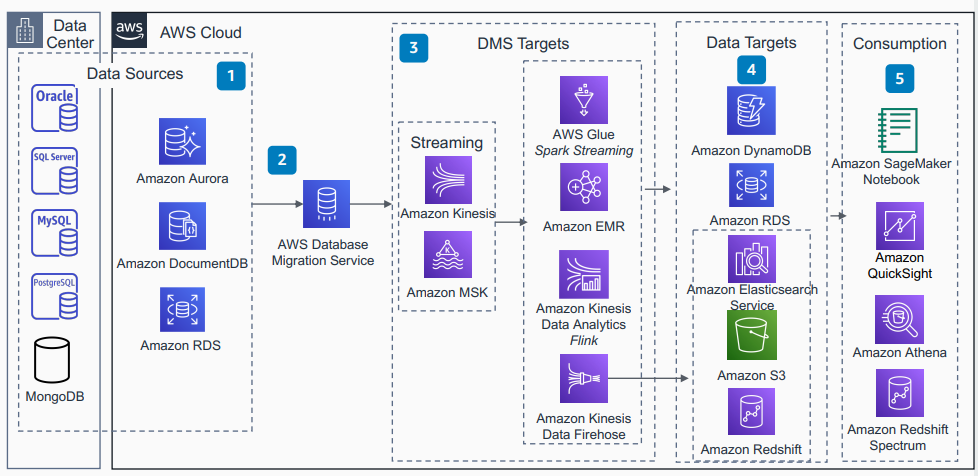 Data
Center
aws
AWS Cloud
Data Sources
1
Oracle
SQL Server
MySQL
PostgreSQL
MongoDB
Amazon Aurora
Amazon DocumentDB
Amazon RDS
2
AWS Database
Migration Service
3
DMS Targets
Streaming
Amazon Kinesis
Amazon MSK
AWS Glue
Spark Streaming
Amazon EMR
Amazon Kinesis
Data Analytics
Flink
Amazon Kinesis
Data Firehose
Data Targets
4
Amazon DynamoDB
Amazon RDS
Amazon Elasticsearch
Service
Amazon S3
Amazon Redshift
Consumption
5
Amazon SageMaker
Notebook
Amazon
QuickSight
Amazon Athena
Amazon Redshift
Spectrum